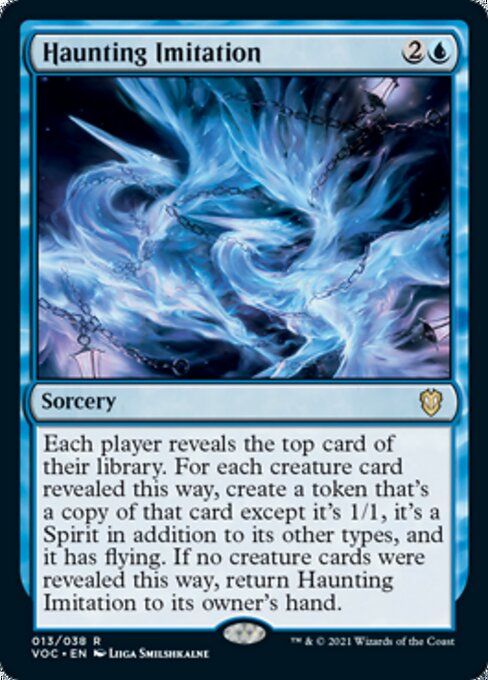 Haunting Imitation 2
Sorcery
Each player reveals the top card of
their library. For each creature card
revealed this way, create a token that's
a copy of that card except it's 1/1, it's a
Spirit in addition to its other types, and
it has flying. If no creature cards were
revealed this way, return Haunting
Imitation to its owner's hand.
013/038 R
VOC • EN LIIGA SMILSHKALNE
™ & © 2021 Wizards of the Coast